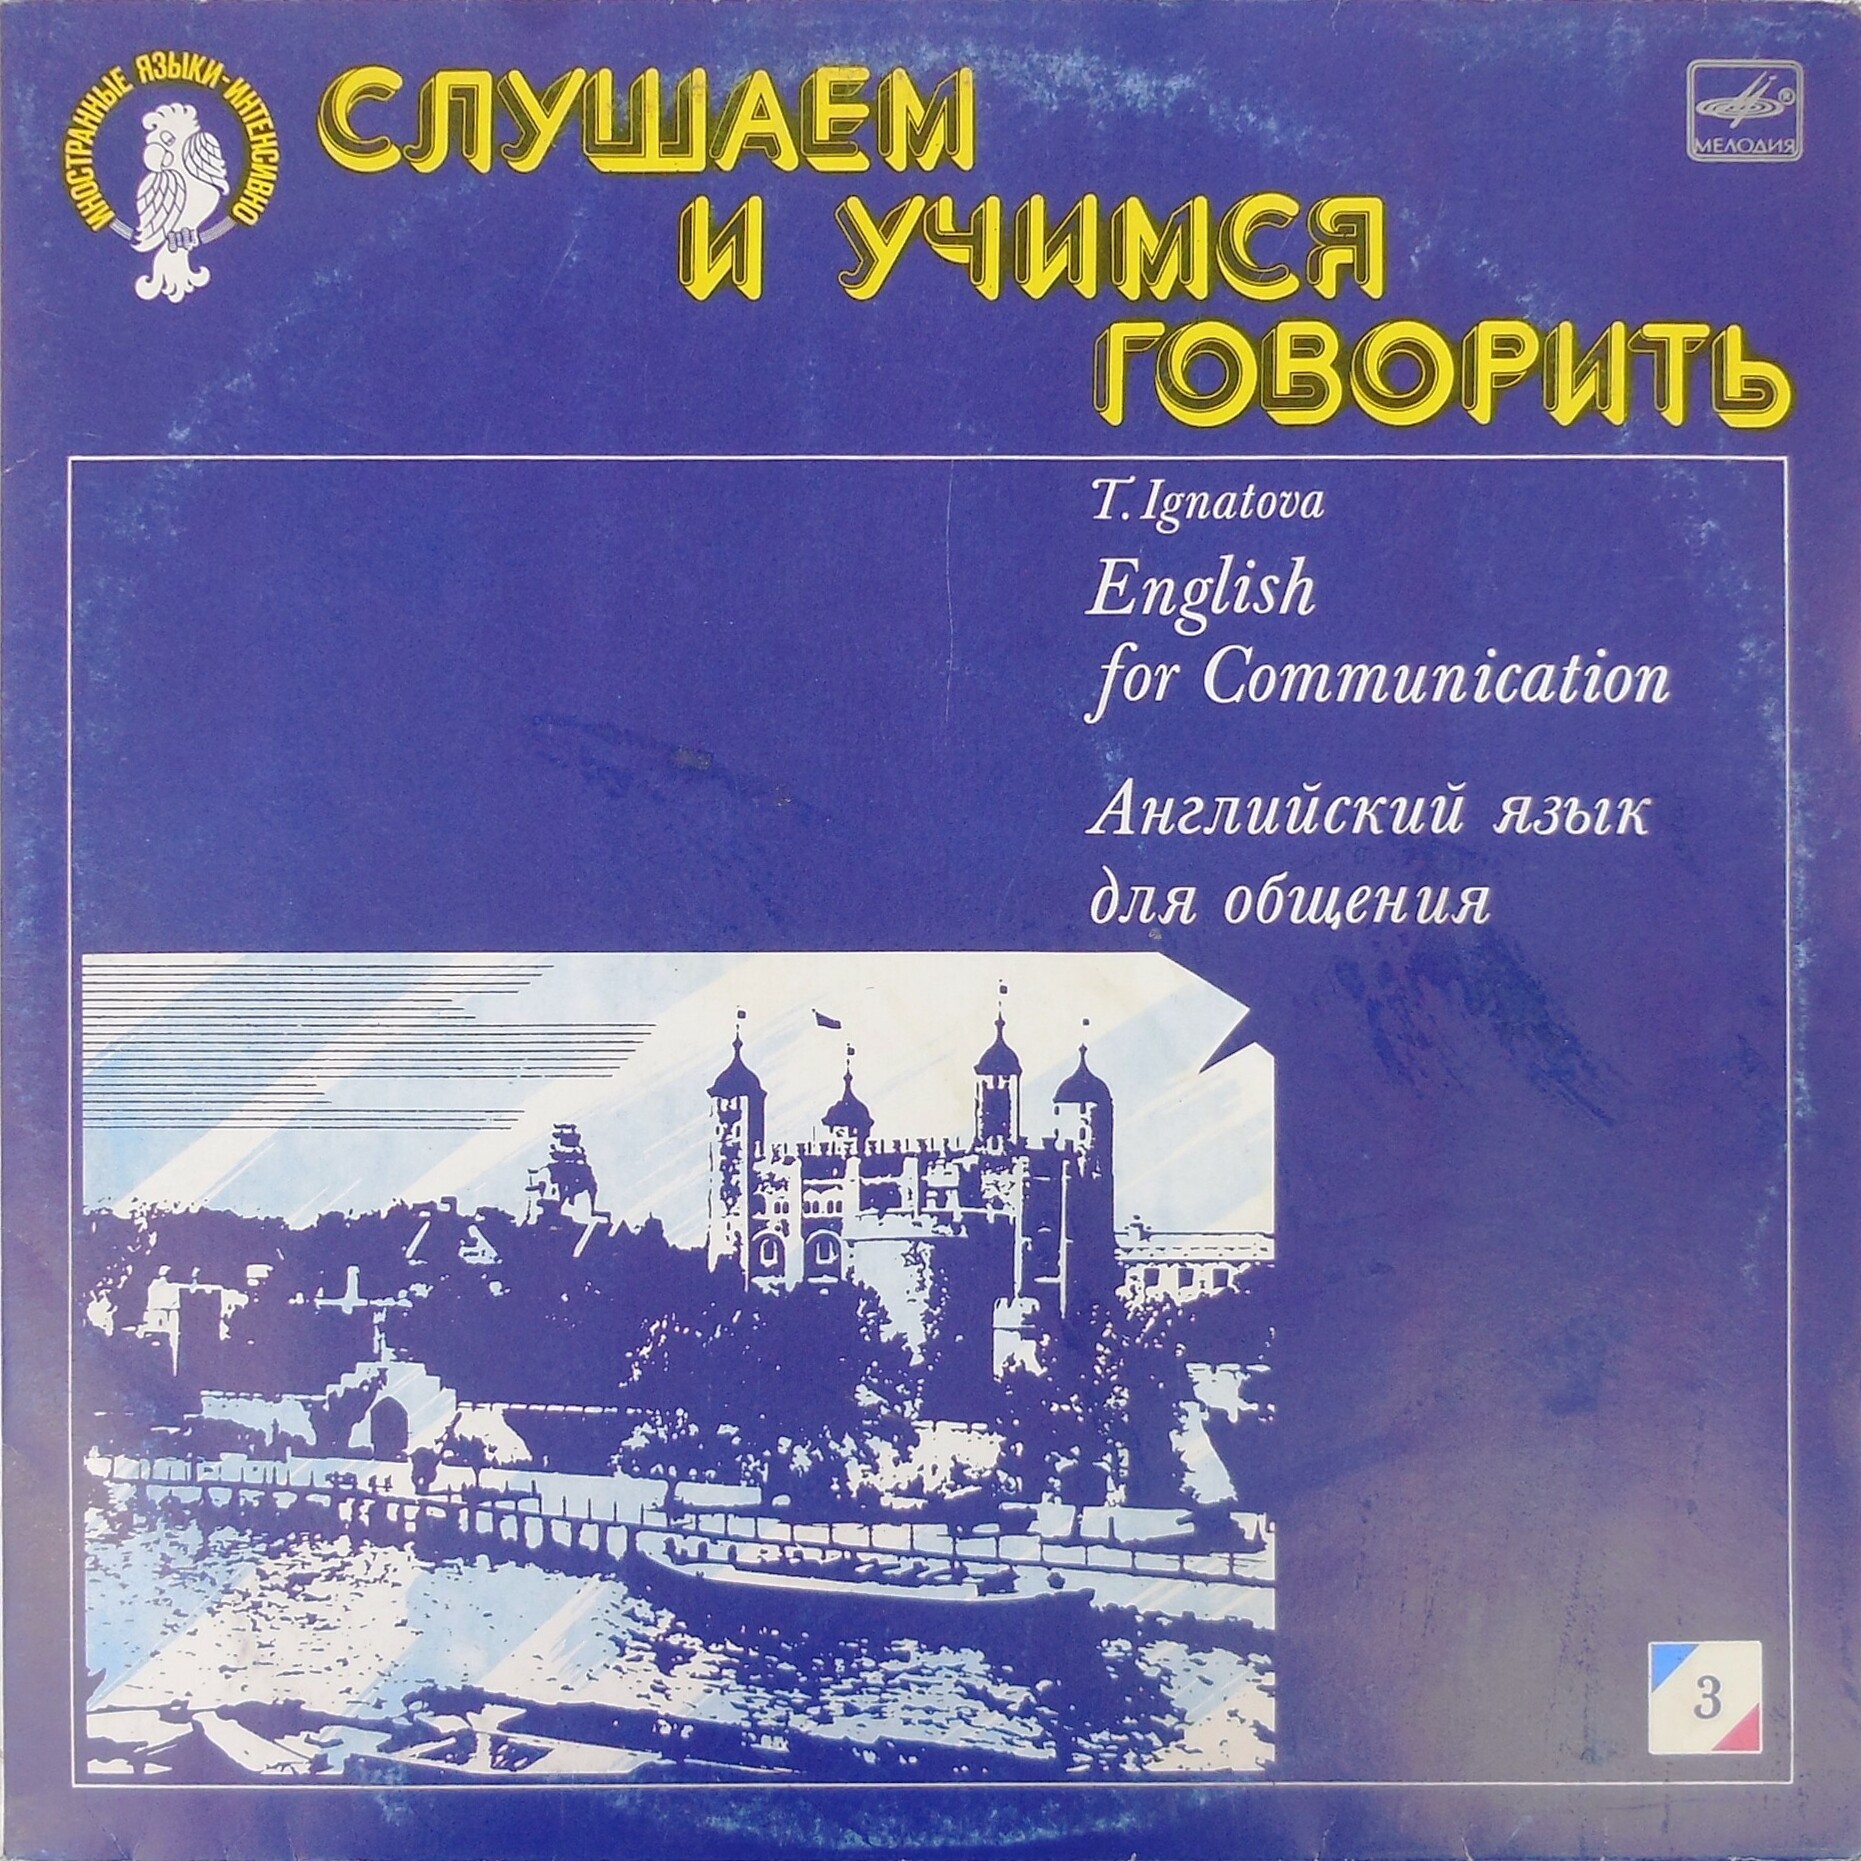 ИНОСТРАННЫЕ ЯЗЫКИ-ИНТЕНСИВНО
СЛУШАЕМ
И УЧИМСЯ
ГОВОРИТЬ
®
МЕЛОДИЯ
T. Ignatova
English
for Communication
Английский язык
для общения
3